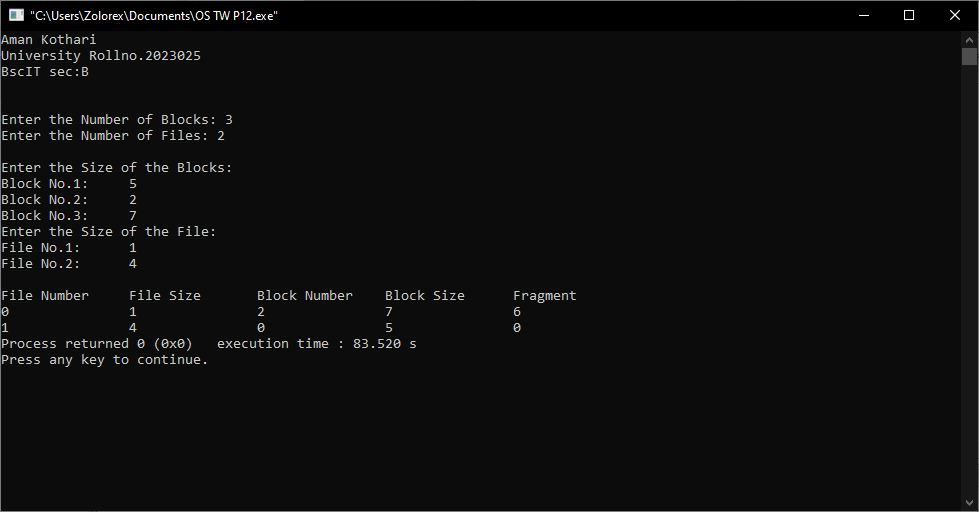 "C:\Users\Zolorex\Documents\OS TW P12.exe"
Aman Kothari
University Rollno.2023025
BscIT sec:B
Enter the Number of Blocks: 3
Enter the Number of Files: 2
Enter the Size of the Blocks:
Block No.1:     5
Block No.2:     2
Block No.3:     7
Enter the Size of the File:
File No.1:      1
File No.2:      4
File Number     File Size       Block Number    Block Size      Fragment
0               1               2               7               6
1               4               0               5               0
Process returned 0 (0x0)   execution time : 83.520 s
Press any key to continue.